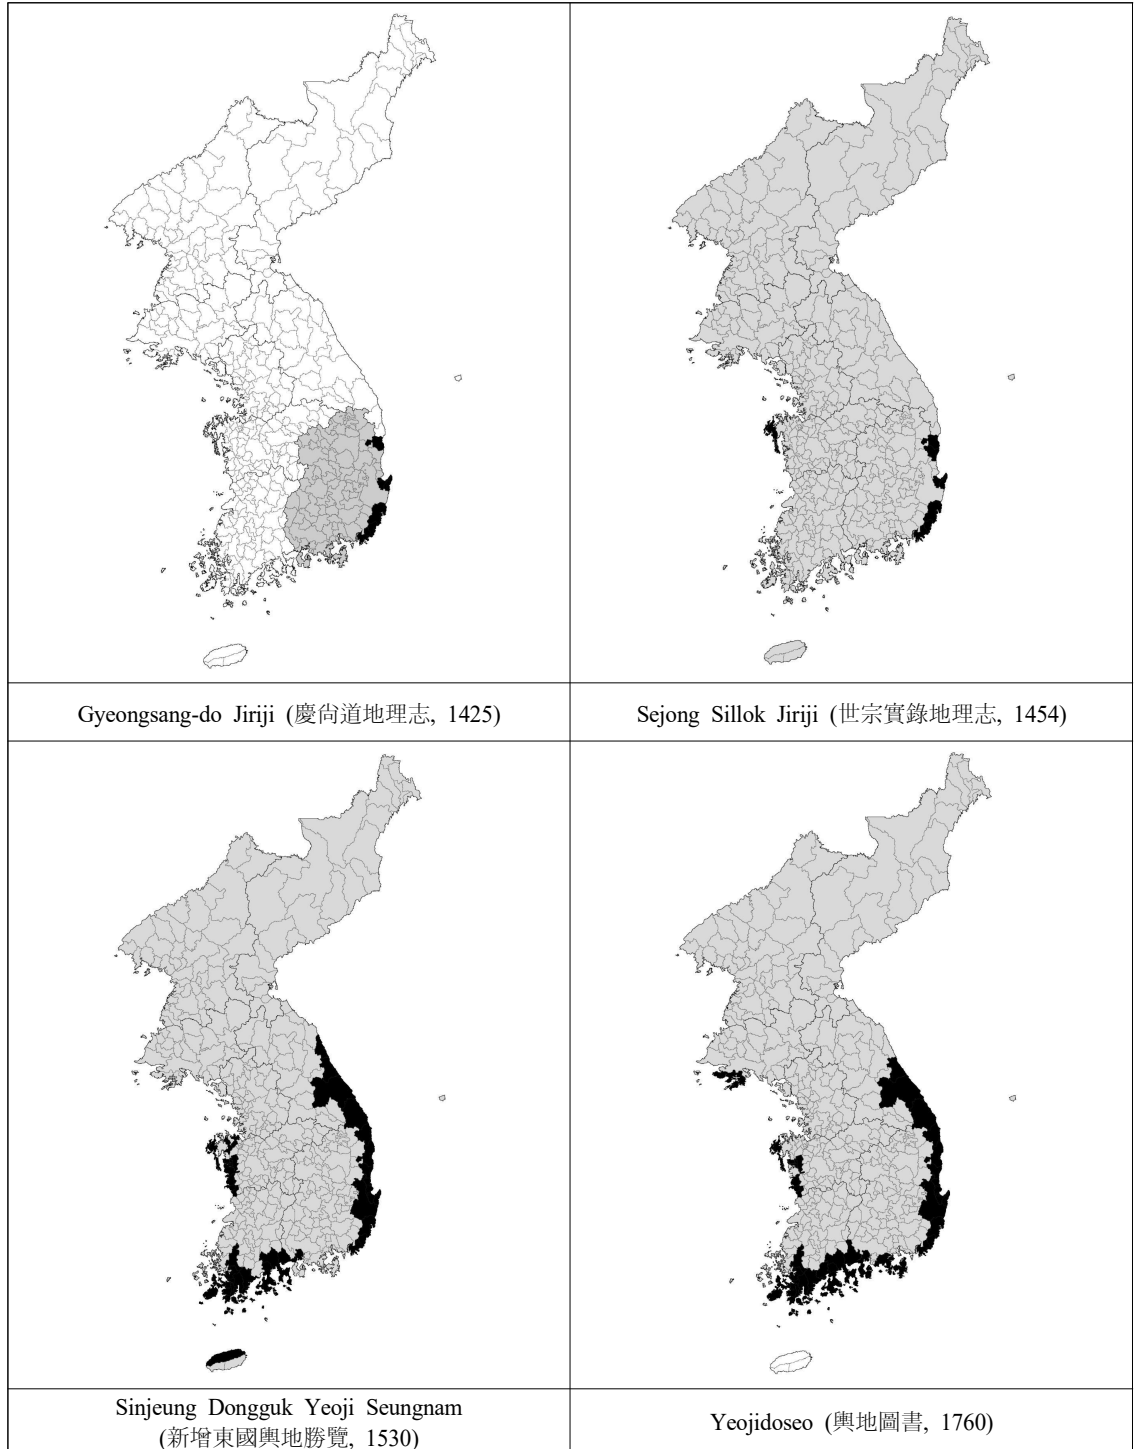 Gyeongsang-do Jiriji (慶尙道地理志, 1425)
Sejong Sillok Jiriji (世宗實錄地理志, 1454)
Sinjeung Dongguk Yeoji Seungnam
(新增東國輿地勝覽, 1530)
Yeojidoseo (輿地圖書, 1760)